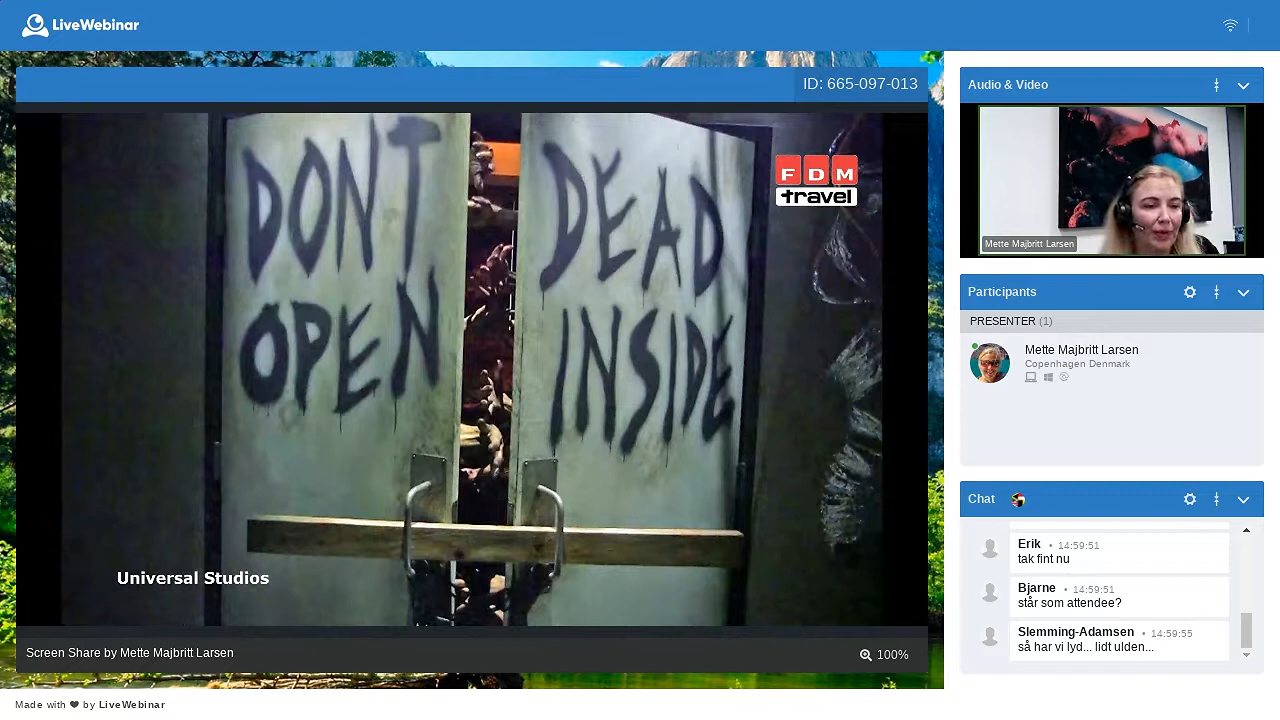 LiveWebinar
ID: 665-097-013
DONT
OPEN
DEAD
INSIDE
FDM
travel
Universal Studios
Screen Share by Mette Majbritt Larsen
100%
Made with by LiveWebinar
Audio & Video
Mette Majbritt Larsen
Participants
PRESENTER (1)
Mette Majbritt Larsen
Copenhagen Denmark
Chat
Erik • 14:59:51
tak fint nu
Bjarne • 14:59:51
står som attendee?
Slemming-Adamsen • 14:59:55
så har vi lyd... lidt ulden...